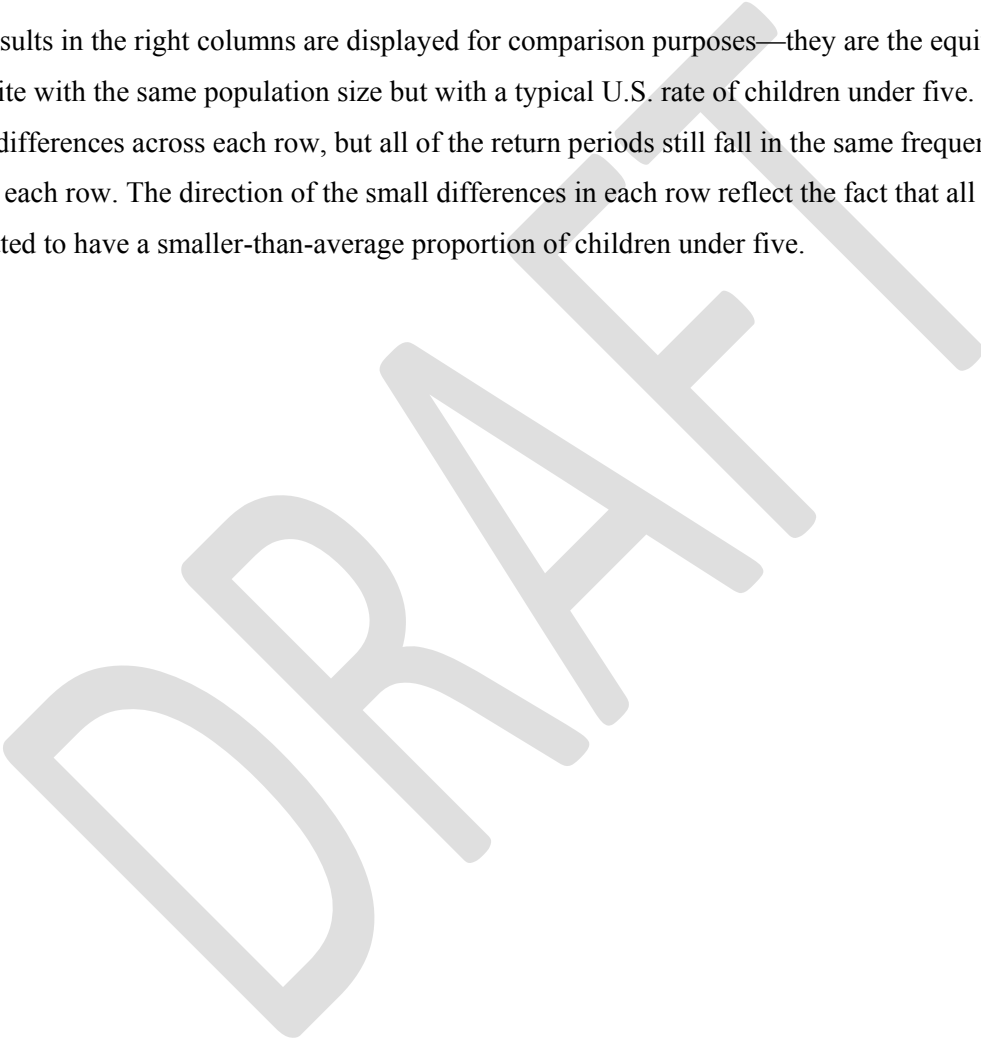 sults in the right columns are displayed for comparison purposes—they are the equi
ite with the same population size but with a typical U.S. rate of children under five.
differences across each row, but all of the return periods still fall in the same frequen
each row. The direction of the small differences in each row reflect the fact that all
ted to have a smaller-than-average proportion of children under five.
DRAFT